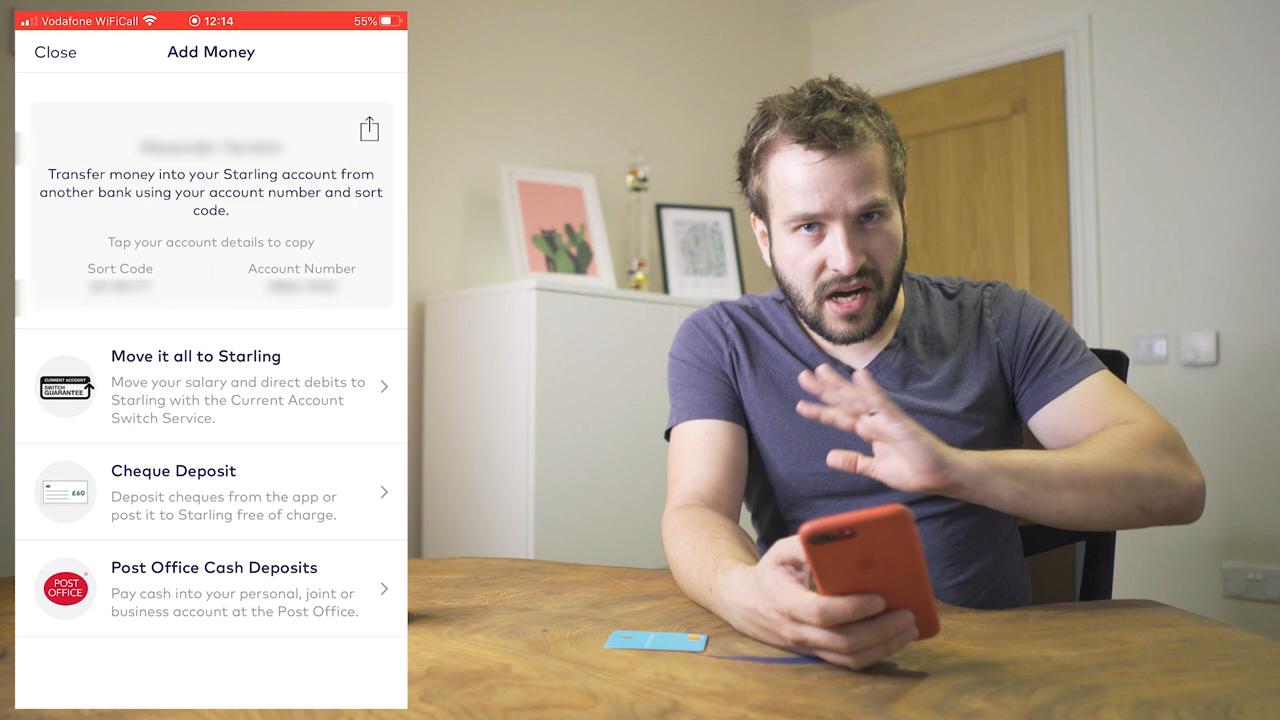 Vodafone WiFiCall 12:14 55%
Close Add Money
Transfer money into your Starling account from
another bank using your account number and sort
code.
Tap your account details to copy
Sort Code Account Number
Move it all to Starling
CURRENT ACCOUNT
SWITCH
GUARANTEE
Move your salary and direct debits to
Starling with the Current Account
Switch Service.
Cheque Deposit
£60
Deposit cheques from the app or
post it to Starling free of charge.
Post Office Cash Deposits
POST
OFFICE
Pay cash into your personal, joint or
business account at the Post Office.